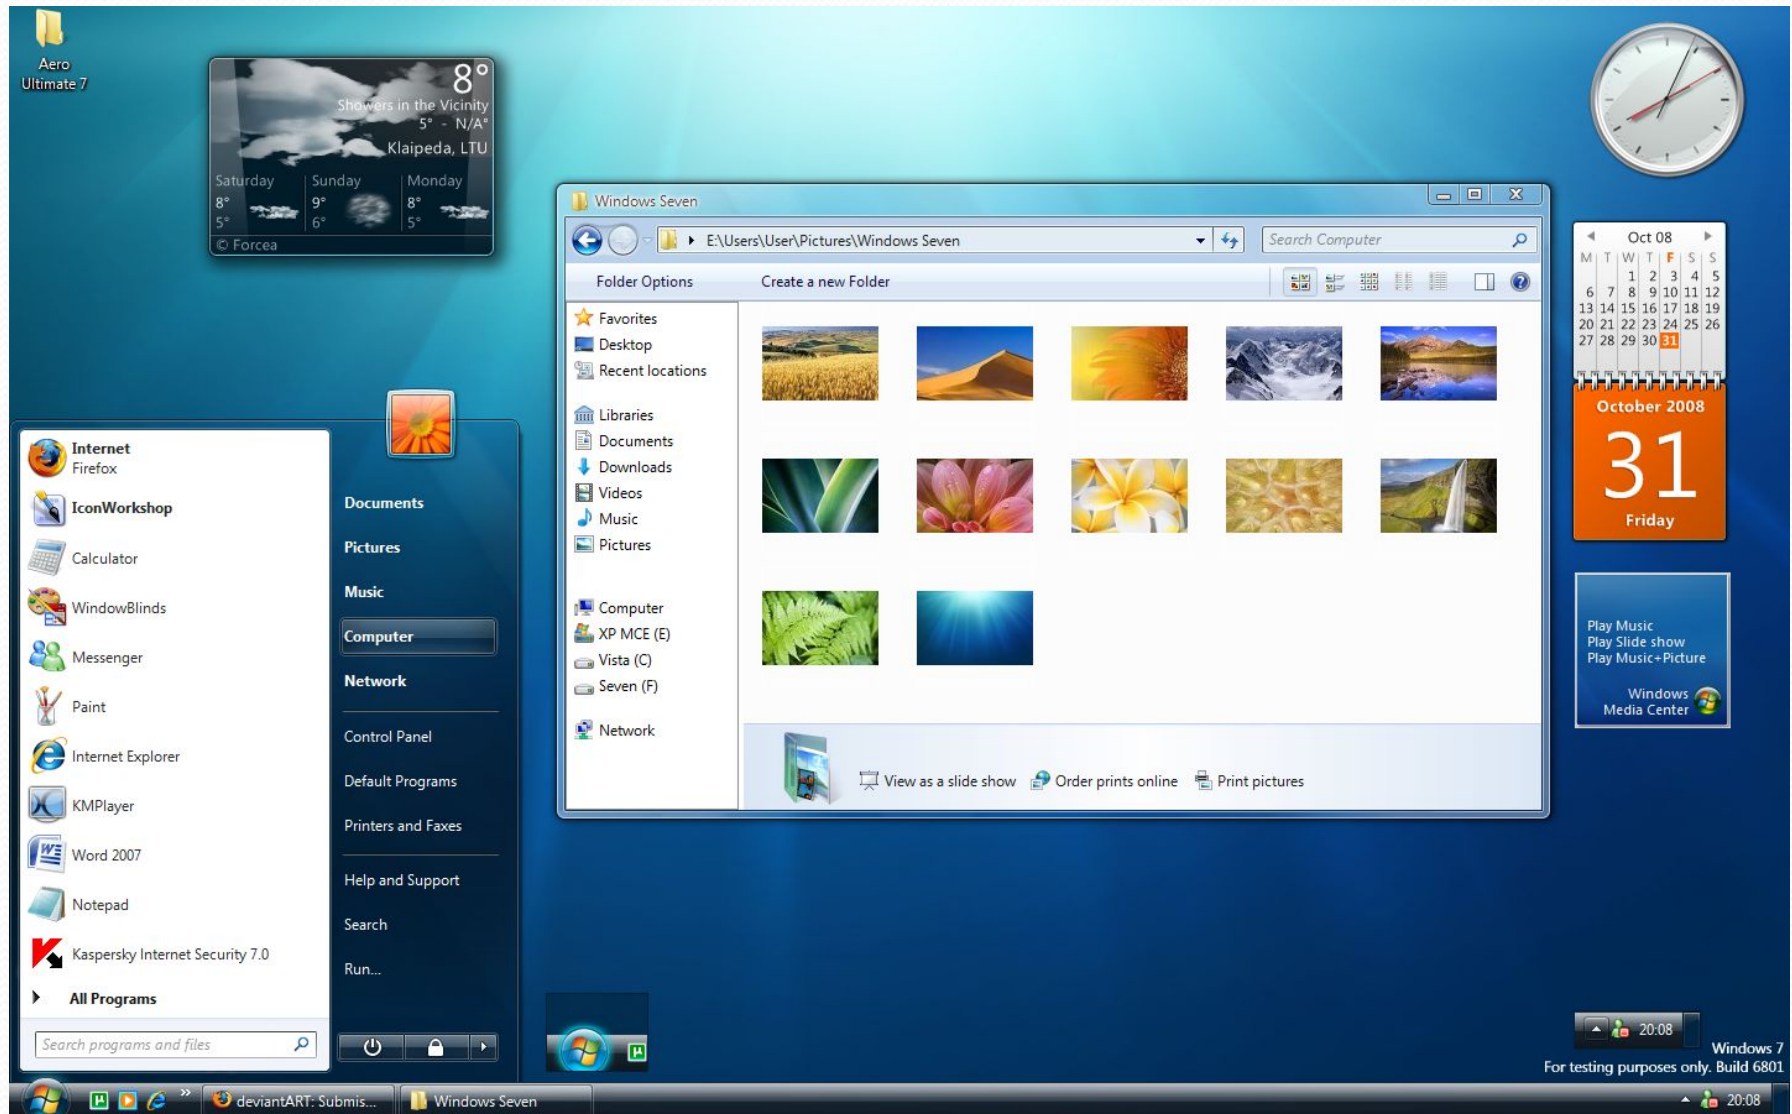 Aero
Ultimate 7
8°
Showers in the Vicinity
5° - N/A°
Klaipeda, LTU
Saturday Sunday Monday
8° 9° 8°
5° 6° 5°
© Forcea
Windows Seven
E:\Users\User\Pictures\Windows Seven
Search Computer
Folder Options Create a new Folder
Favorites
Desktop
Recent locations
Libraries
Documents
Downloads
Videos
Music
Pictures
Computer
XP MCE (E)
Vista (C)
Seven (F)
Network
View as a slide show Order prints online Print pictures
Oct 08
M T W T F S S
1 2 3 4 5
6 7 8 9 10 11 12
13 14 15 16 17 18 19
20 21 22 23 24 25 26
27 28 29 30 31
October 2008
31
Friday
Play Music
Play Slide show
Play Music+Picture
Windows
Media Center
Internet
Firefox
IconWorkshop
Calculator
WindowBlinds
Messenger
Paint
Internet Explorer
KMPlayer
Word 2007
Notepad
Kaspersky Internet Security 7.0
All Programs
Search programs and files
Documents
Pictures
Music
Computer
Network
Control Panel
Default Programs
Printers and Faxes
Help and Support
Search
Run...
20:08
Windows 7
For testing purposes only. Build 6801
deviantART: Submis...
Windows Seven
20:08